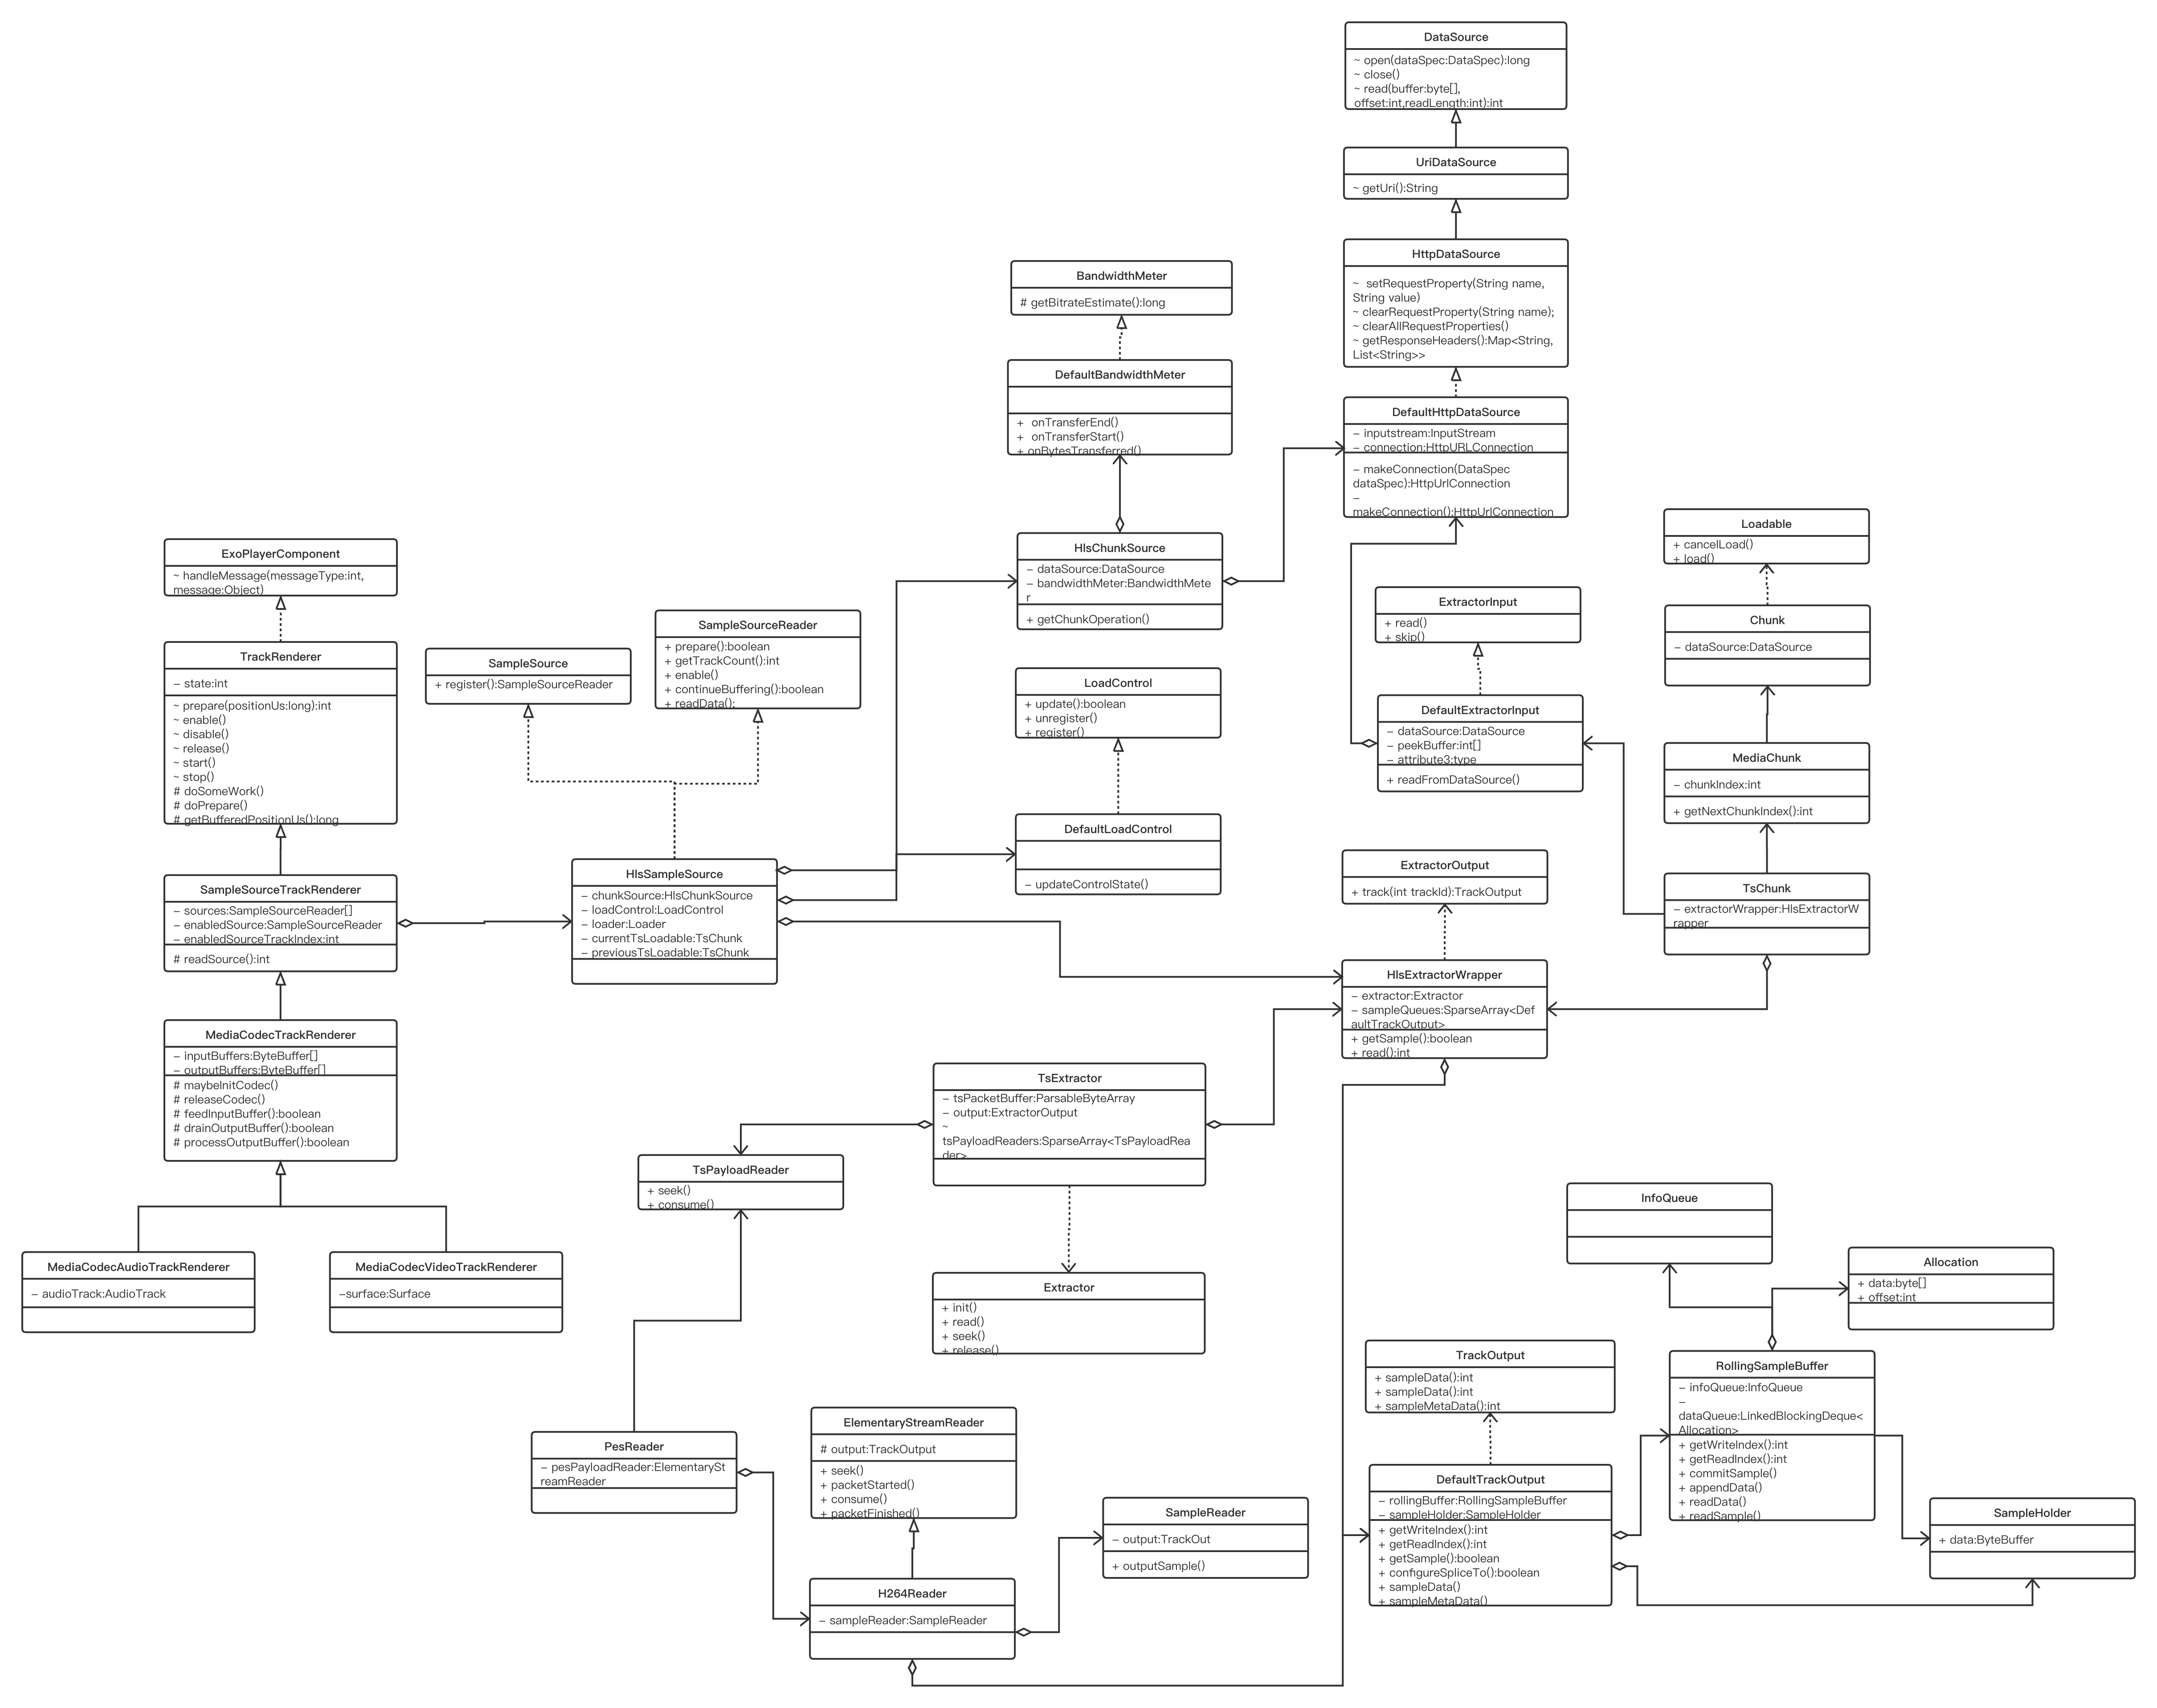 DataSource
~ open(dataSpec:DataSpec):long
~ close()
~ read(buffer:byte[],
offset:int,readLength:int):int
UriDataSource
~ getUri():String
HttpDataSource
~  setRequestProperty(String name,
String value)
~ clearRequestProperty(String name);
~ clearAllRequestProperties()
~ getResponseHeaders():Map<String,
List<String>>
BandwidthMeter
# getBitrateEstimate():long
DefaultBandwidthMeter
+  onTransferEnd()
+  onTransferStart()
+ onBytesTransferred()
DefaultHttpDataSource
– inputstream:InputStream
– connection:HttpURLConnection
– makeConnection(DataSpec
dataSpec):HttpUrlConnection
–
makeConnection():HttpUrlConnection
Loadable
+ cancelLoad()
+ load()
HlsChunkSource
– dataSource:DataSource
– bandwidthMeter:BandwidthMete
r
+ getChunkOperation()
ExoPlayerComponent
~ handleMessage(messageType:int,
message:Object)
ExtractorInput
+ read()
+ skip()
Chunk
– dataSource:DataSource
SampleSourceReader
+ prepare():boolean
+ getTrackCount():int
+ enable()
+ continueBuffering():boolean
+ readData();
SampleSource
+ register():SampleSourceReader
TrackRenderer
– state:int
~ prepare(positionUs:long):int
~ enable()
~ disable()
~ release()
~ start()
~ stop()
# doSomeWork()
# doPrepare()
# getBufferedPositionUs():long
LoadControl
+ update():boolean
+ unregister()
+ register()
DefaultExtractorInput
– dataSource:DataSource
– peekBuffer:int[]
– attribute3:type
+ readFromDataSource()
MediaChunk
– chunkIndex:int
+ getNextChunkIndex():int
DefaultLoadControl
– updateControlState()
HlsSampleSource
– chunkSource:HlsChunkSource
– loadControl:LoadControl
– loader:Loader
– currentTsLoadable:TsChunk
– previousTsLoadable:TsChunk
ExtractorOutput
+ track(int trackId):TrackOutput
TsChunk
– extractorWrapper:HlsExtractorW
rapper
SampleSourceTrackRenderer
– sources:SampleSourceReader[]
– enabledSource:SampleSourceReader
– enabledSourceTrackIndex:int
# readSource():int
HlsExtractorWrapper
– extractor:Extractor
– sampleQueues:SparseArray<Def
aultTrackOutput>
+ getSample():boolean
+ read():int
MediaCodecTrackRenderer
– inputBuffers:ByteBuffer[]
– outputBuffers:ByteBuffer[]
# maybeInitCodec()
# releaseCodec()
# feedInputBuffer():boolean
# drainOutputBuffer():boolean
# processOutputBuffer():boolean
TsExtractor
– tsPacketBuffer:ParsableByteArray
– output:ExtractorOutput
~
tsPayloadReaders:SparseArray<TsPayloadRea
der>
TsPayloadReader
+ seek()
+ consume()
InfoQueue
MediaCodecAudioTrackRenderer
– audioTrack:AudioTrack
MediaCodecVideoTrackRenderer
–surface:Surface
Extractor
+ init()
+ read()
+ seek()
+ release()
Allocation
+ data:byte[]
+ offset:int
TrackOutput
+ sampleData():int
+ sampleData():int
+ sampleMetaData():int
RollingSampleBuffer
– infoQueue:InfoQueue
–
dataQueue:LinkedBlockingDeque<
Allocation>
+ getWriteIndex():int
+ getReadIndex():int
+ commitSample()
+ appendData()
+ readData()
+ readSample()
ElementaryStreamReader
# output:TrackOutput
+ seek()
+ packetStarted()
+ consume()
+ packetFinished()
PesReader
– pesPayloadReader:ElementarySt
reamReader
DefaultTrackOutput
– rollingBuffer:RollingSampleBuffer
– sampleHolder:SampleHolder
+ getWriteIndex():int
+ getReadIndex():int
+ getSample():boolean
+ configureSpliceTo():boolean
+ sampleData()
+ sampleMetaData()
SampleReader
– output:TrackOut
+ outputSample()
SampleHolder
+ data:ByteBuffer
H264Reader
– sampleReader:SampleReader